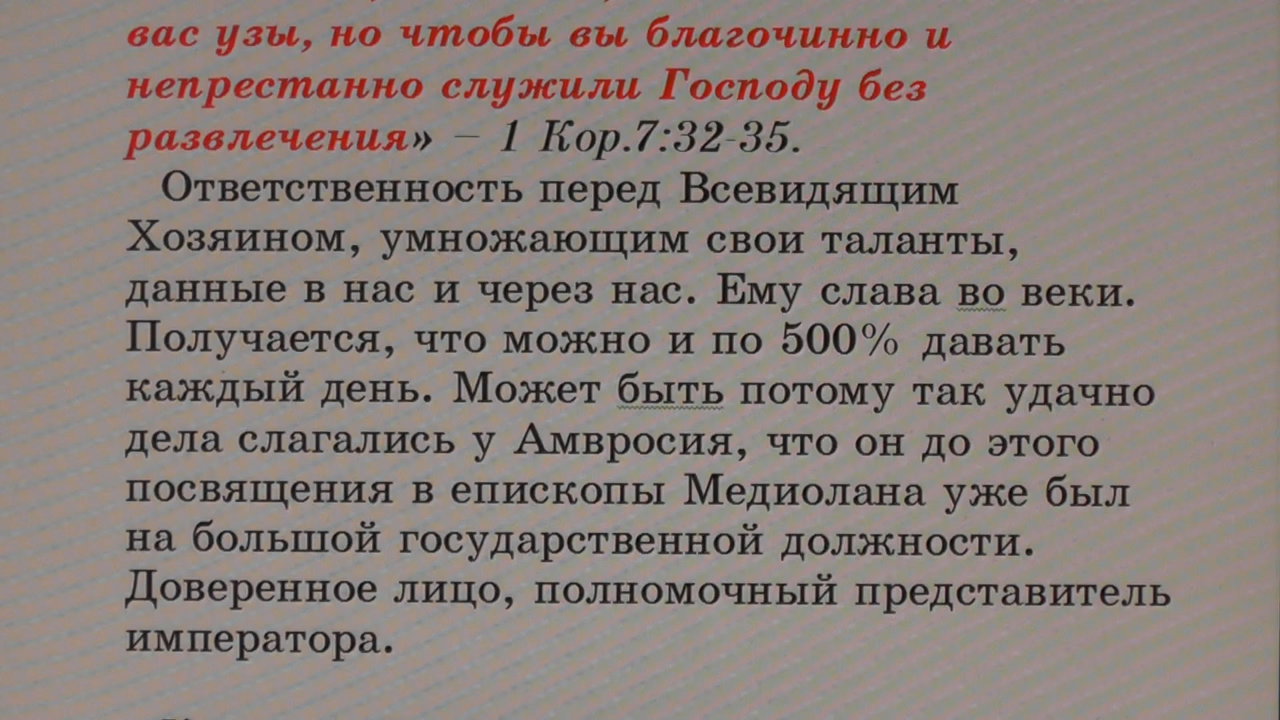 вас узы, но чтобы вы благочинно и
непрестанно служили Господу без
развлечения» – 1 Кор.7:32-35.
Ответственность перед Всевидящим
Хозяином, умножающим свои таланты,
данные в нас и через нас. Ему слава во веки.
Получается, что можно и по 500% давать
каждый день. Может быть потому так удачно
дела слагались у Амвросия, что он до этого
посвящения в епископы Медиолана уже был
на большой государственной должности.
Доверенное лицо, полномочный представитель
императора.